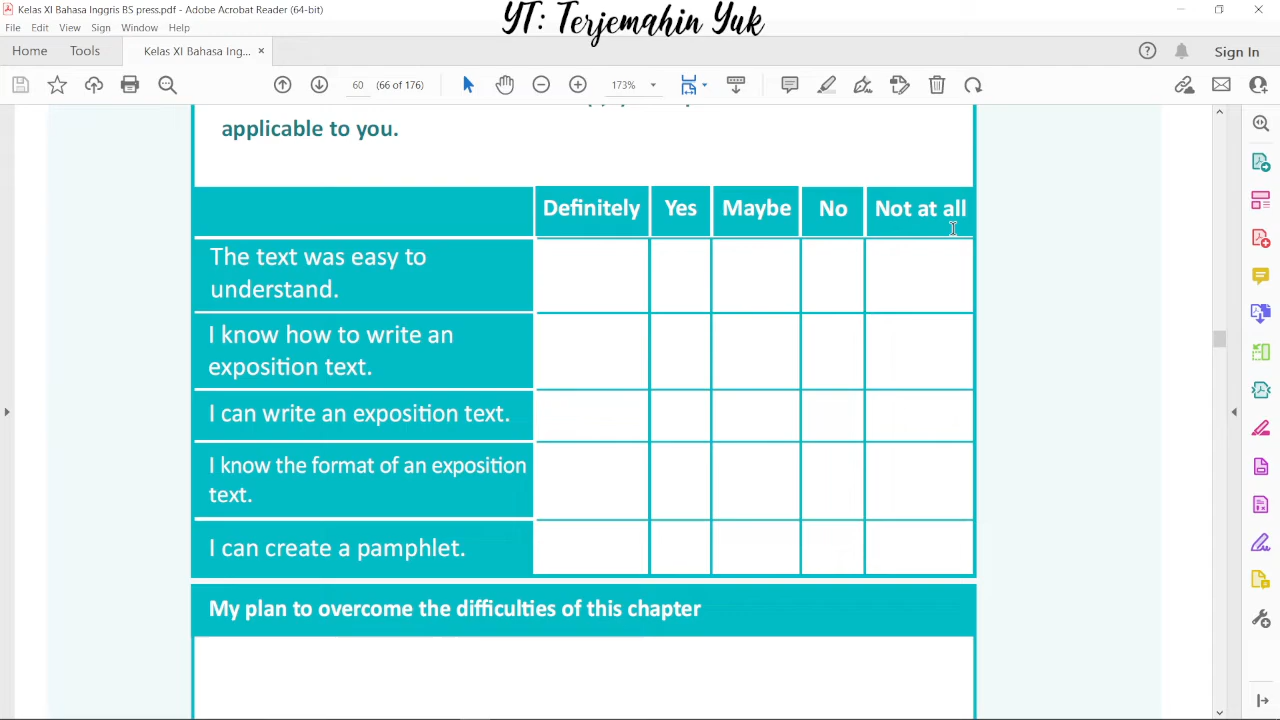 Kelas XI Bahasa Inggris BS press.pdf - Adobe Acrobat Reader (64-bit)
YT: Terjemahin Yuk
File Edit View Sign Window Help
Home Tools Kelas XI Bahasa Ing... × Sign In
60 (66 of 176) 173%
applicable to you.
Definitely Yes Maybe No Not at all
The text was easy to
understand.
I know how to write an
exposition text.
I can write an exposition text.
I know the format of an exposition
text.
I can create a pamphlet.
My plan to overcome the difficulties of this chapter